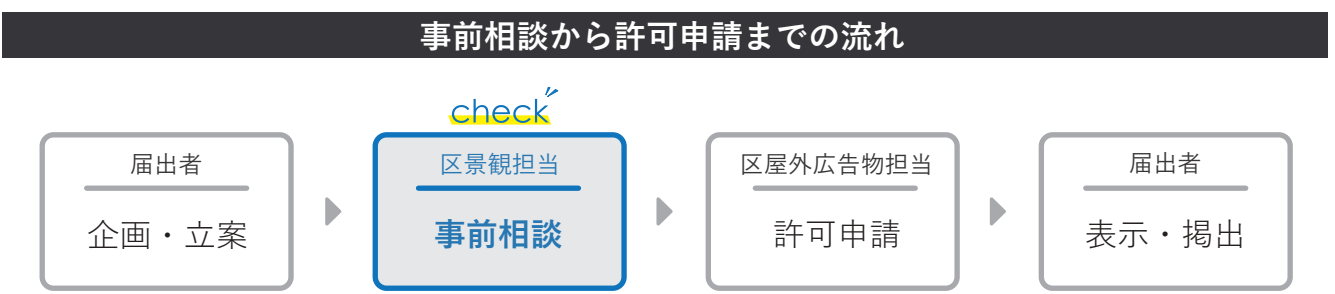 事前相談から許可申請までの流れ
check
届出者
企画・立案
区景観担当
事前相談
区屋外広告物担当
許可申請
届出者
表示・掲出